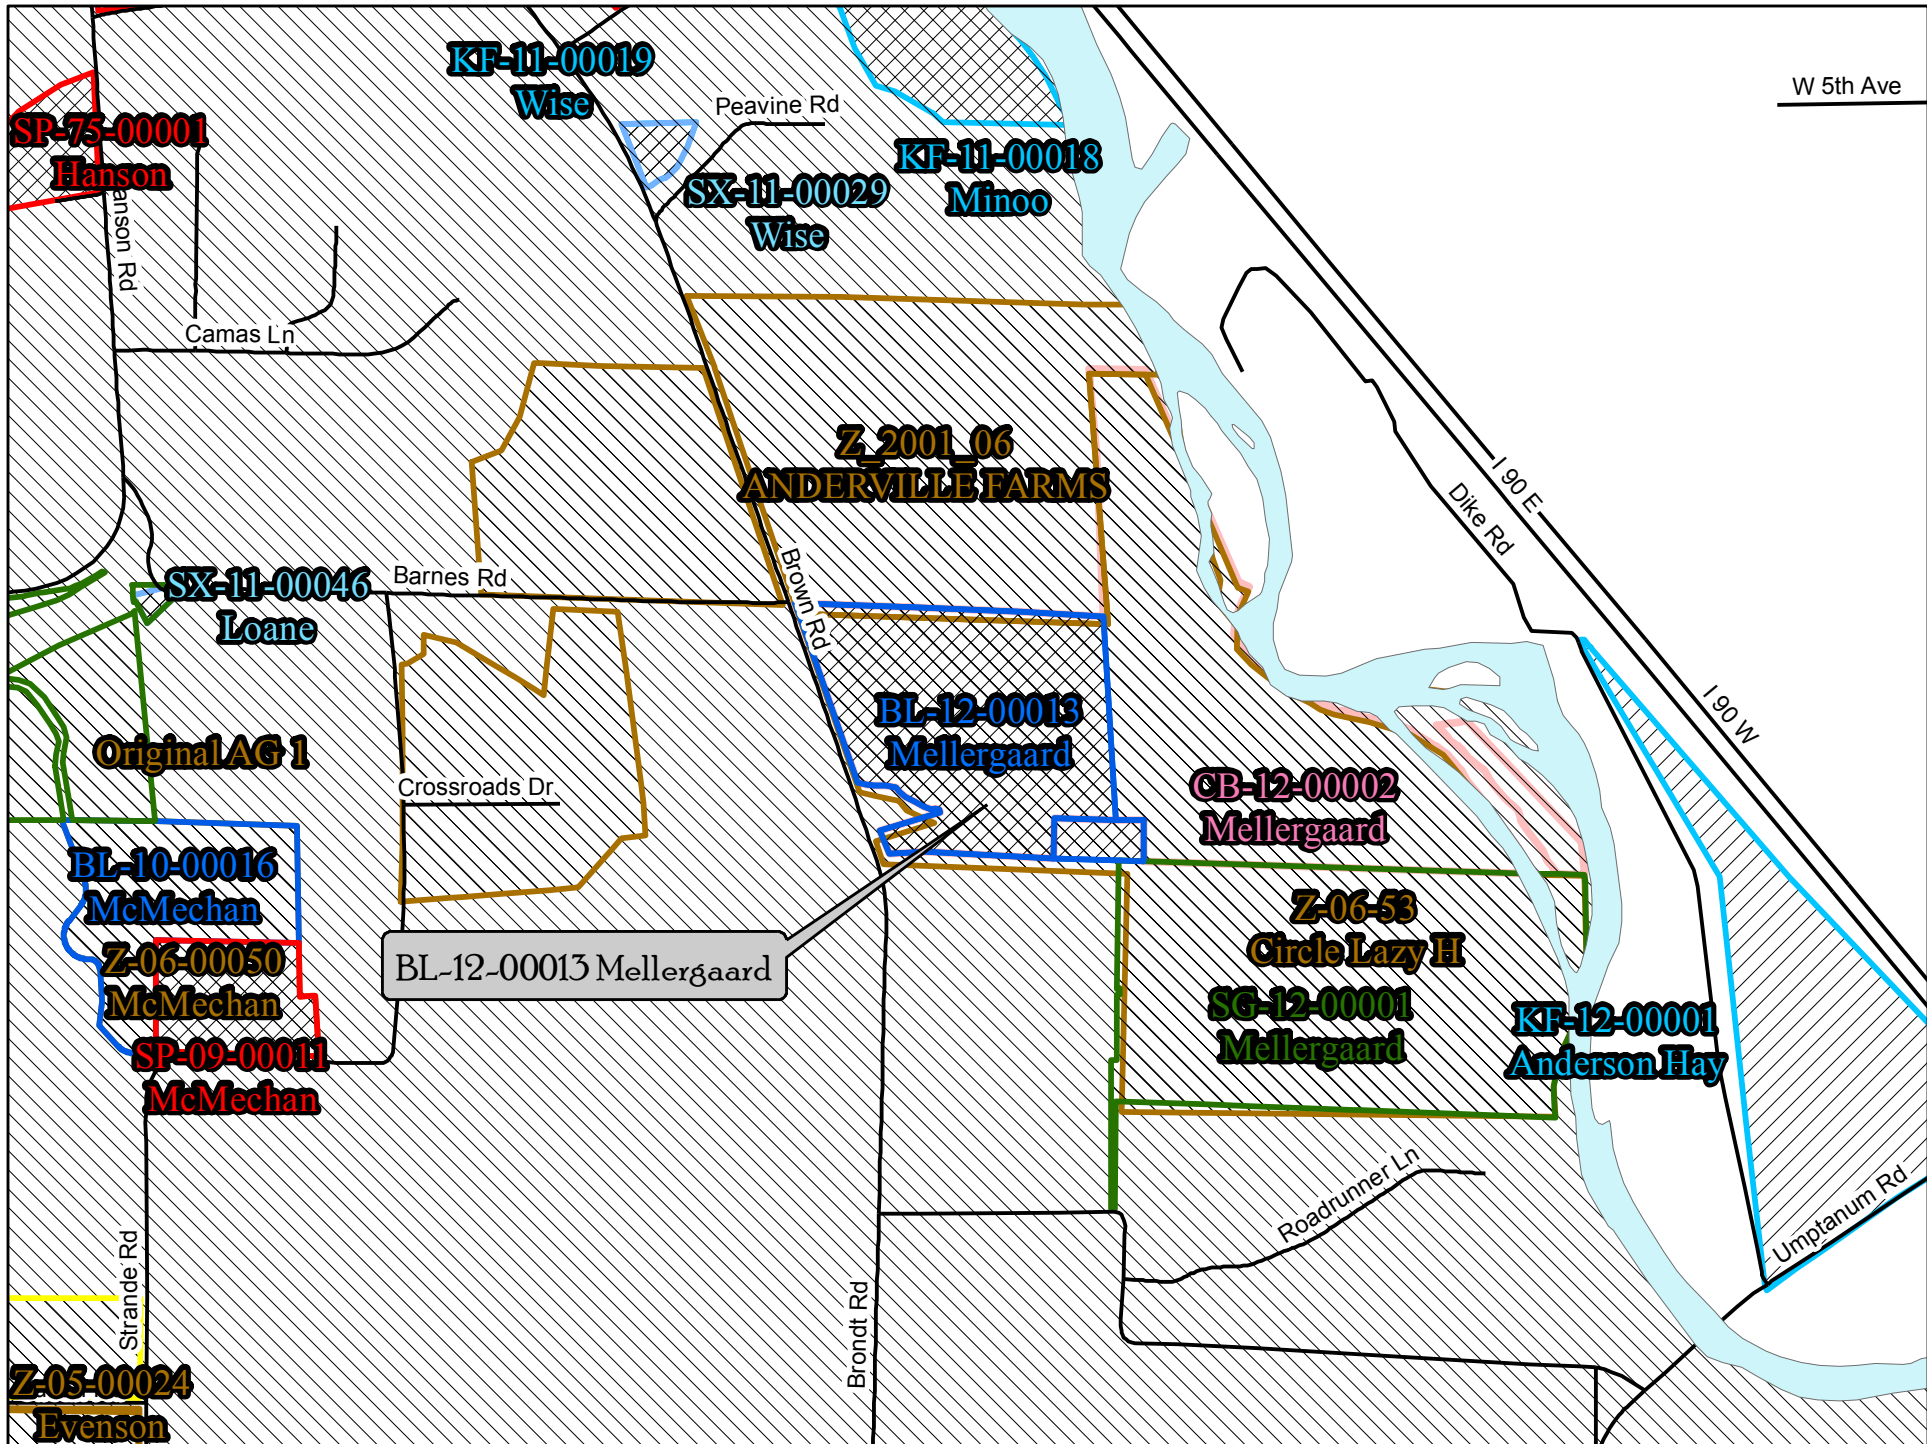 KF-11-00019
Wise
W 5th Ave
Peavine Rd
SP-75-00001
Hanson
KF-11-00018
Minoo
SX-11-00029
Wise
anson Rd
Camas Ln
Z_2001_06
ANDERVILLE FARMS
I 90 E
Dike Rd
SX-11-00046
Loane
Barnes Rd
Brown Rd
BL-12-00013
Mellergaard
I 90 W
Original AG 1
Crossroads Dr
CB-12-00002
Mellergaard
BL-10-00016
McMechan
Z-06-53
Circle Lazy H
BL-12-00013 Mellergaard
Z-06-00050
McMechan
SG-12-00001
Mellergaard
KF-12-00001
Anderson Hay
SP-09-00011
McMechan
Roadrunner Ln
Umptanum Rd
Strande Rd
Brondt Rd
Z-05-00024
Evenson